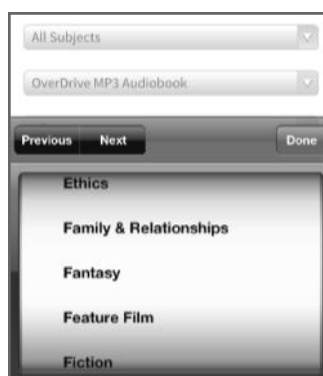 All Subjects
OverDrive MP3 Audiobook
Previous Next Done
Ethics
Family & Relationships
Fantasy
Feature Film
Fiction